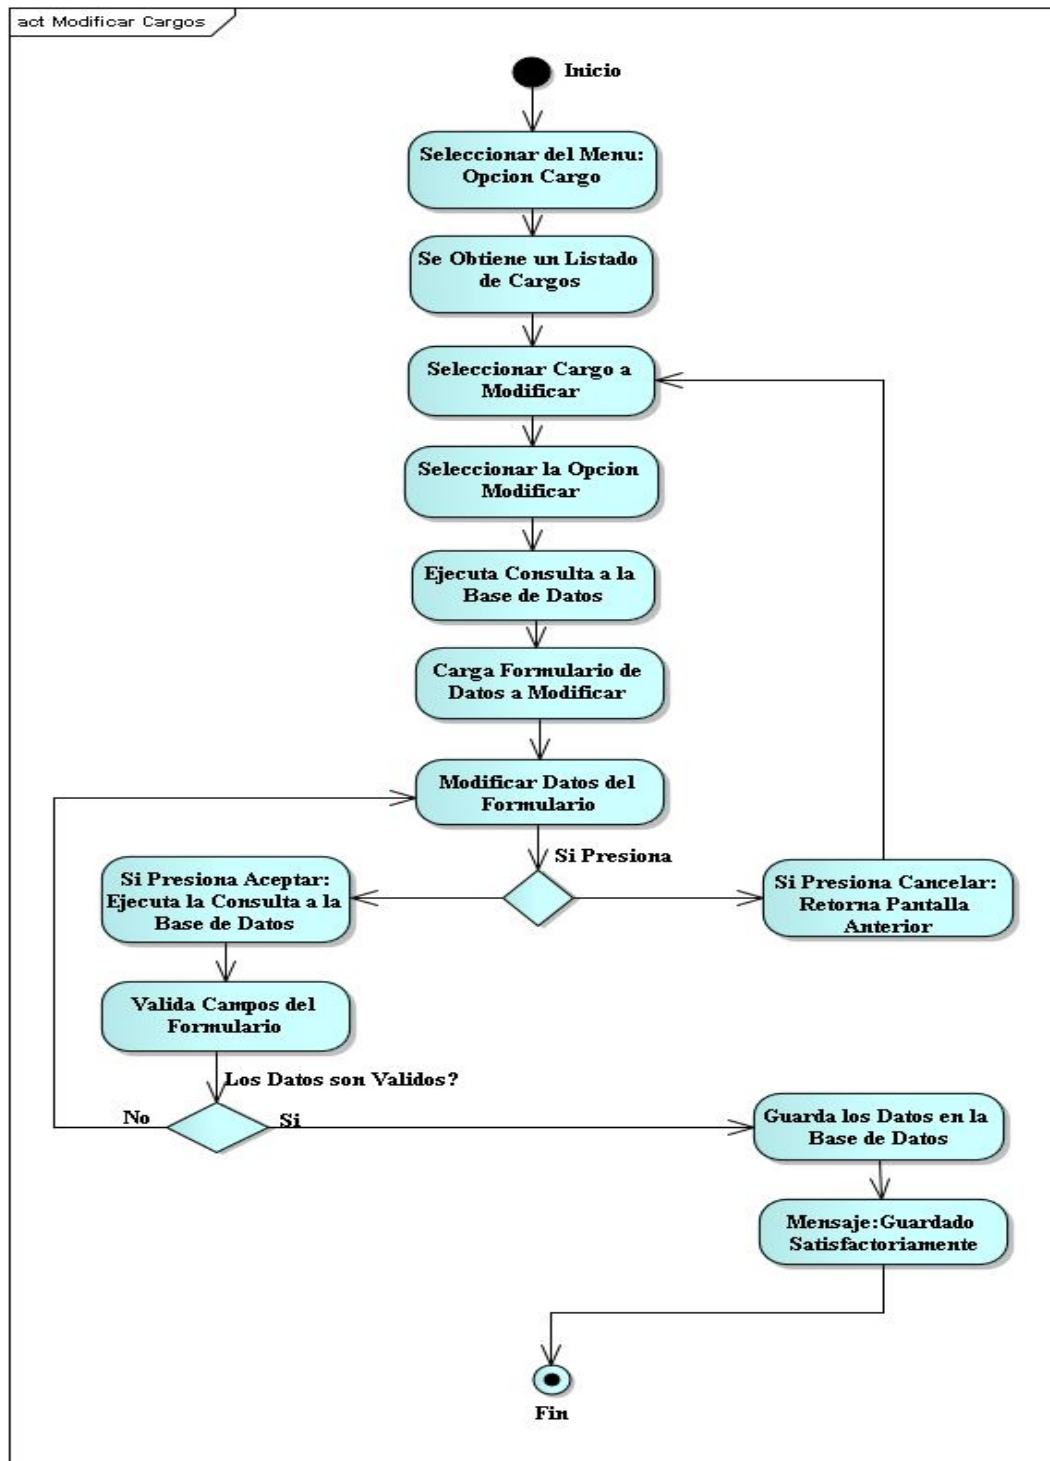 act Modificar Cargos
Inicio
Seleccionar del Menu:
Opcion Cargo
Se Obtiene un Listado
de Cargos
Seleccionar Cargo a
Modificar
Seleccionar la Opcion
Modificar
Ejecuta Consulta a la
Base de Datos
Carga Formulario de
Datos a Modificar
Modificar Datos del
Formulario
Si Presiona
Si Presiona Aceptar:
Ejecuta la Consulta a la
Base de Datos
Si Presiona Cancelar:
Retorna Pantalla
Anterior
Valida Campos del
Formulario
Los Datos son Validos?
No
Si
Guarda los Datos en la
Base de Datos
Mensaje:Guardado
Satisfactoriamente
Fin